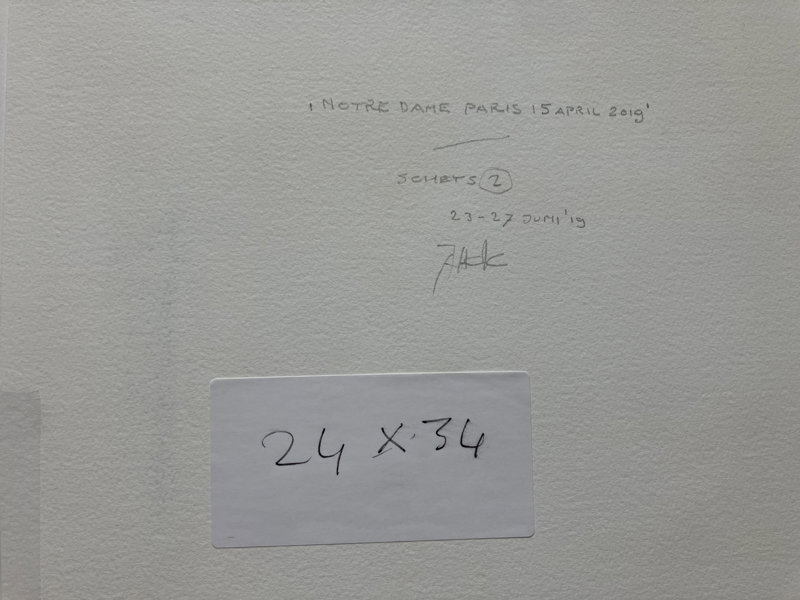 'NOTRE DAME PARIS 15 APRIL 2019'
SCHETS 2
23-27 JUNI '19
24 x 34